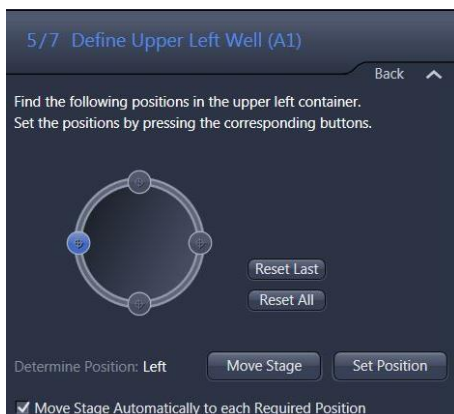 5/7 Define Upper Left Well (A1)
Back
Find the following positions in the upper left container.
Set the positions by pressing the corresponding buttons.
Reset Last
Reset All
Determine Position: Left Move Stage Set Position
Move Stage Automatically to each Required Position